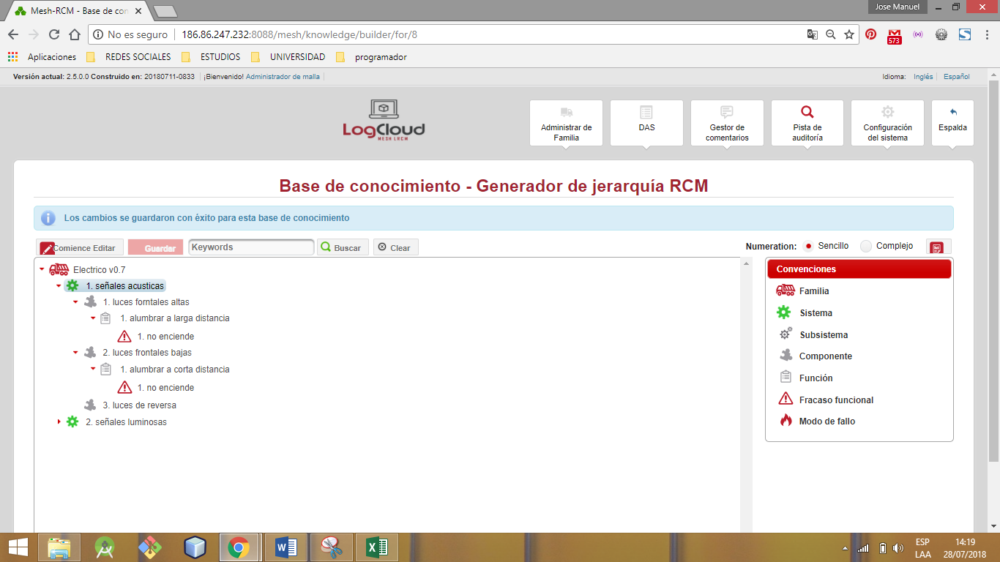 Mesh-RCM - Base de con
Jose Manuel
No es seguro 186.86.247.232:8088/mesh/knowledge/builder/for/8
573
Aplicaciones REDES SOCIALES ESTUDIOS UNIVERSIDAD programador
Versión actual: 2.5.0.0 Construido en: 20180711-0833 ¡Bienvenido! Administrador de malla
Idioma: Inglés Español
LogCloud
MESH LRCM
Administrar de
Familia
DAS
Gestor de
comentarios
Pista de
auditoría
Configuración
del sistema
Espalda
Base de conocimiento - Generador de jerarquía RCM
Los cambios se guardaron con éxito para esta base de conocimiento
Comience Editar Guardar Keywords Buscar Clear
Numeration: Sencillo Complejo
Electrico v0.7
1. señales acusticas
1. luces forntales altas
1. alumbrar a larga distancia
1. no enciende
2. luces frontales bajas
1. alumbrar a corta distancia
1. no enciende
3. luces de reversa
2. señales luminosas
Convenciones
Familia
Sistema
Subsistema
Componente
Función
Fracaso funcional
Modo de fallo
ESP
LAA
14:19
28/07/2018